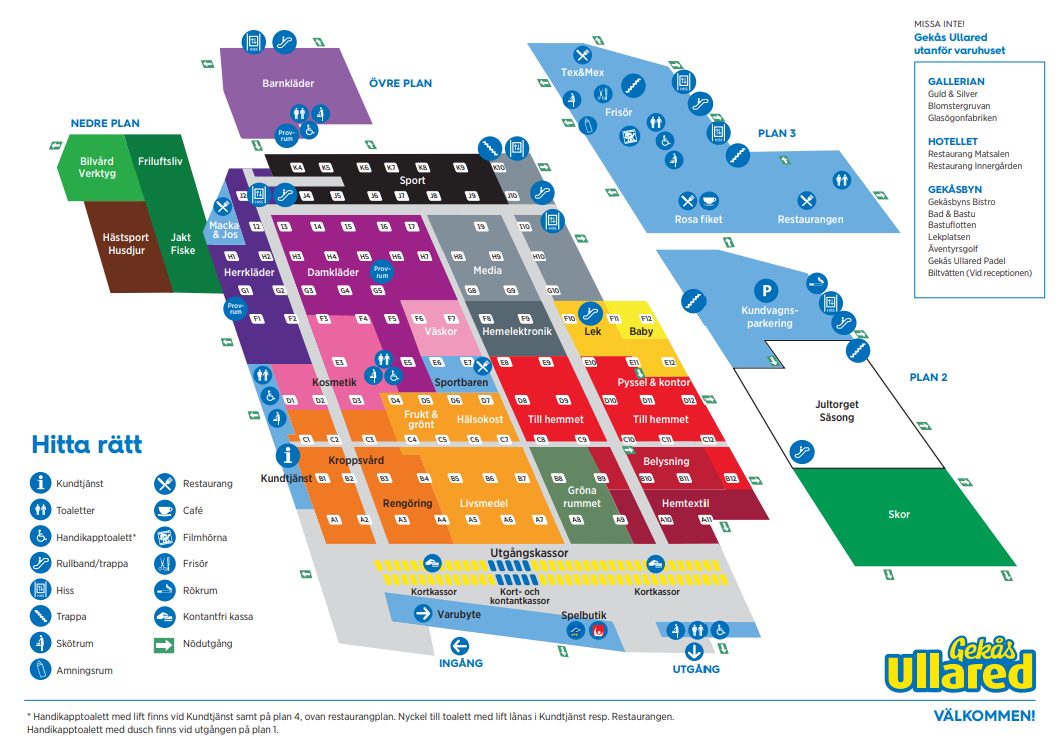 MISSA INTE!
Gekås Ullared
utanför varuhuset
GALLERIAN
Guld & Silver
Blomstergruvan
Glasögonfabriken
HOTELLET
Restaurang Matsalen
Restaurang Innergården
GEKÅSBYN
Gekåsbyns Bistro
Bad & Bastu
Bastuflotten
Lekplatsen
Äventyrsgolf
Gekås Ullared Padel
Biltvätten (Vid receptionen)
ÖVRE PLAN
HISS
Barnkläder
Prov-
rum
NEDRE PLAN
Bilvård
Verktyg
Friluftsliv
Hästsport
Husdjur
Jakt
Fiske
PLAN 3
Tex&Mex
Frisör
HISS
HISS
Rosa fiket
Restaurangen
PLAN 2
P
Kundvagns-
parkering
HISS
Jultorget
Säsong
Skor
HISS
K4 K5 K6 K7 K8 K9 K10
Sport
J2 HISS J4 J5 J6 J7 J8 J9 J10
Macka
& Jos
HISS
I2 I3 I4 I5 I6 I7 I9 I10
H1 H2 H3 H4 H5 H6 H7 H8 H9 H10
Herrkläder
Damkläder
Prov-
rum
Media
G1 G2 G3 G4 G5 G8 G9 G10
Prov-
rum
F1 F2 F3 F4 F5 F6 F7 F8 F9 F10 F11 F12
Väskor
Hemelektronik
Lek
Baby
E3 E5 E6 E7 E8 E9 E10 E11 E12
Kosmetik
Sportbaren
Pyssel & kontor
D1 D2 D3 D4 D5 D6 D7 D8 D9 D10 D11 D12
Frukt &
grönt
Hälsokost
Till hemmet
Till hemmet
C1 C2 C3 C4 C5 C6 C7 C8 C9 C10 C11 C12
Kroppsvård
Belysning
Kundtjänst
B1 B2 B3 B4 B5 B6 B7 B8 B9 B10 B11 B12
Rengöring
Livsmedel
Gröna
rummet
Hemtextil
A1 A2 A3 A4 A5 A6 A7 A8 A9 A10 A11
Utgångskassor
Kortkassor
Kort- och
kontantkassor
Kortkassor
Varubyte
Spelbutik
INGÅNG
UTGÅNG
Hitta rätt
Kundtjänst
Toaletter
Handikapptoalett*
Rullband/trappa
HISS
Hiss
Trappa
Skötrum
Amningsrum
Restaurang
Café
Filmhörna
Frisör
Rökrum
Kontantfri kassa
Nödutgång
Gekås
Ullared
VÄLKOMMEN!
* Handikapptoalett med lift finns vid Kundtjänst samt på plan 4, ovan restaurangplan. Nyckel till toalett med lift lånas i Kundtjänst resp. Restaurangen.
Handikapptoalett med dusch finns vid utgången på plan 1.